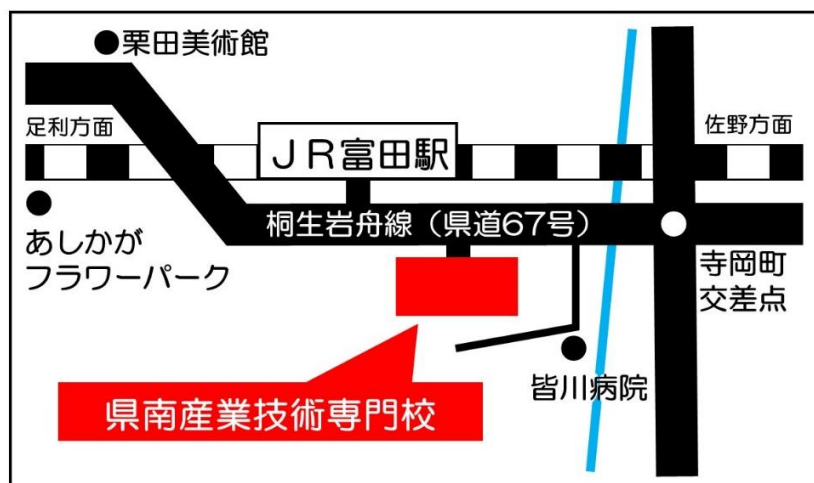 栗田美術館
足利方面
佐野方面
JR富田駅
桐生岩舟線（県道67号）
あしかが
フラワーパーク
寺岡町
交差点
皆川病院
県南産業技術専門校